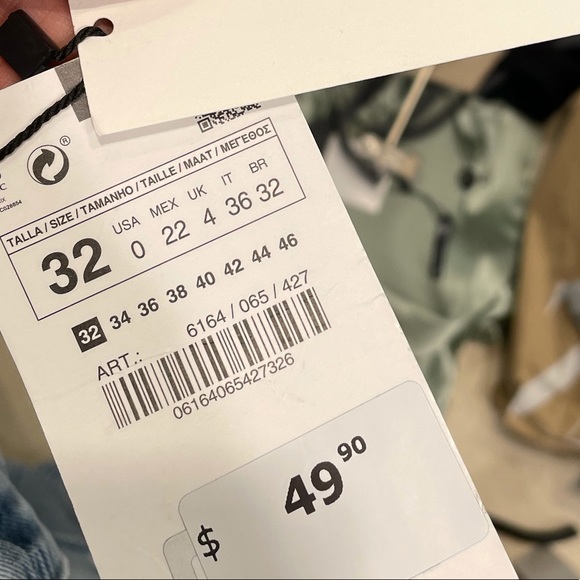 C
C028854
®
TALLA / SIZE / TAMANHO / TAILLE / MAAT / ΜΕΓΕΘΟΣ
32 USA MEX UK IT BR
0 22 4 36 32
32 34 36 38 40 42 44 46
ART.: 6164 / 065 / 427
06164065427326
49 90
$